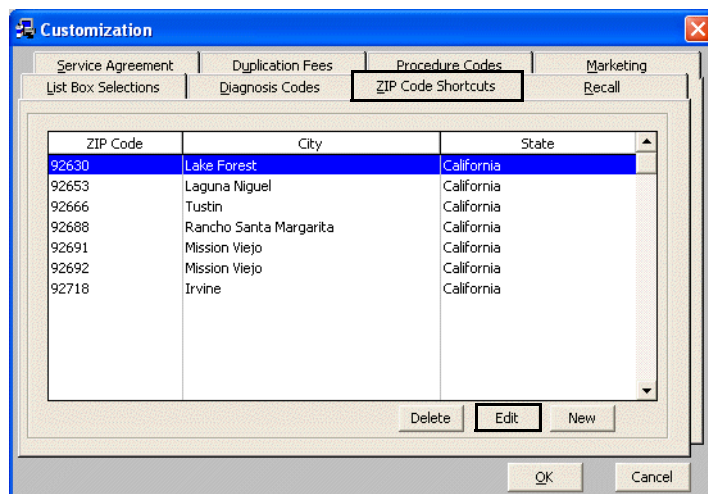 Customization
Service Agreement Duplication Fees Procedure Codes Marketing
List Box Selections Diagnosis Codes ZIP Code Shortcuts Recall
ZIP Code City State
92630 Lake Forest California
92653 Laguna Niguel California
92666 Tustin California
92688 Rancho Santa Margarita California
92691 Mission Viejo California
92692 Mission Viejo California
92718 Irvine California
Delete Edit New
OK Cancel